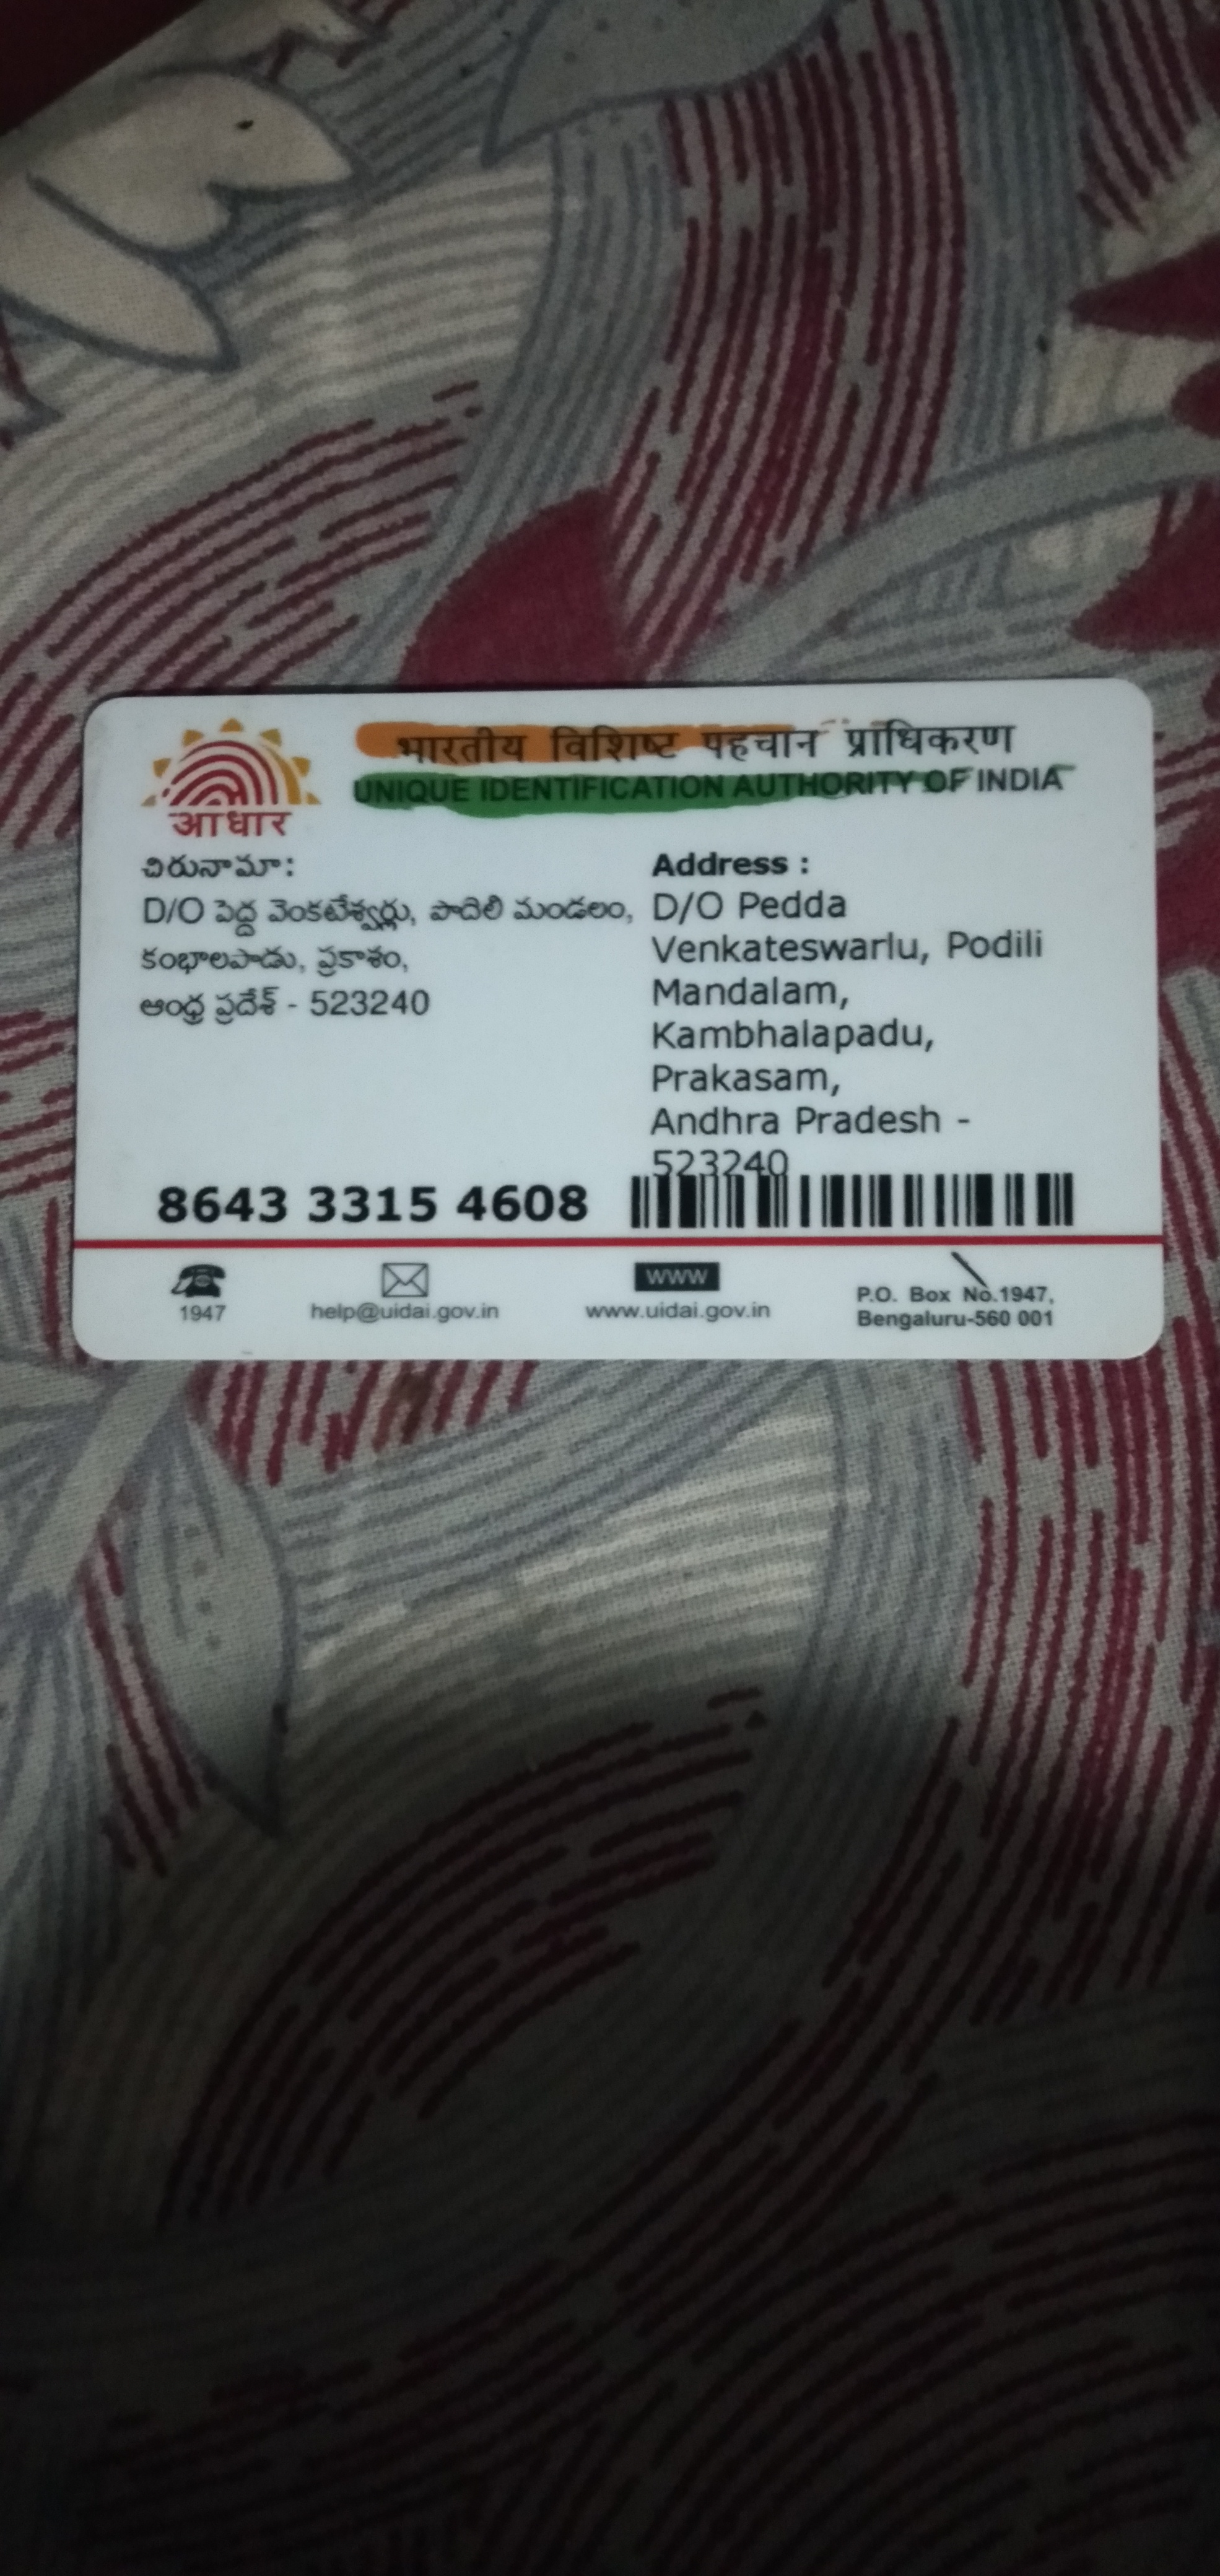 भारतीय विशिष्ट पहचान प्राधिकरण
UNIQUE IDENTIFICATION AUTHORITY OF INDIA
आधार
చిరునామా:
D/O పెద్ద వెంకటేశ్వర్లు, పొదిలి మండలం,
కంభాలపాడు, ప్రకాశం,
ఆంధ్ర ప్రదేశ్ - 523240
Address :
D/O Pedda
Venkateswarlu, Podili
Mandalam,
Kambhalapadu,
Prakasam,
Andhra Pradesh -
523240
8643 3315 4608
1947
help@uidai.gov.in
WWW
www.uidai.gov.in
P.O. Box No.1947,
Bengaluru-560 001